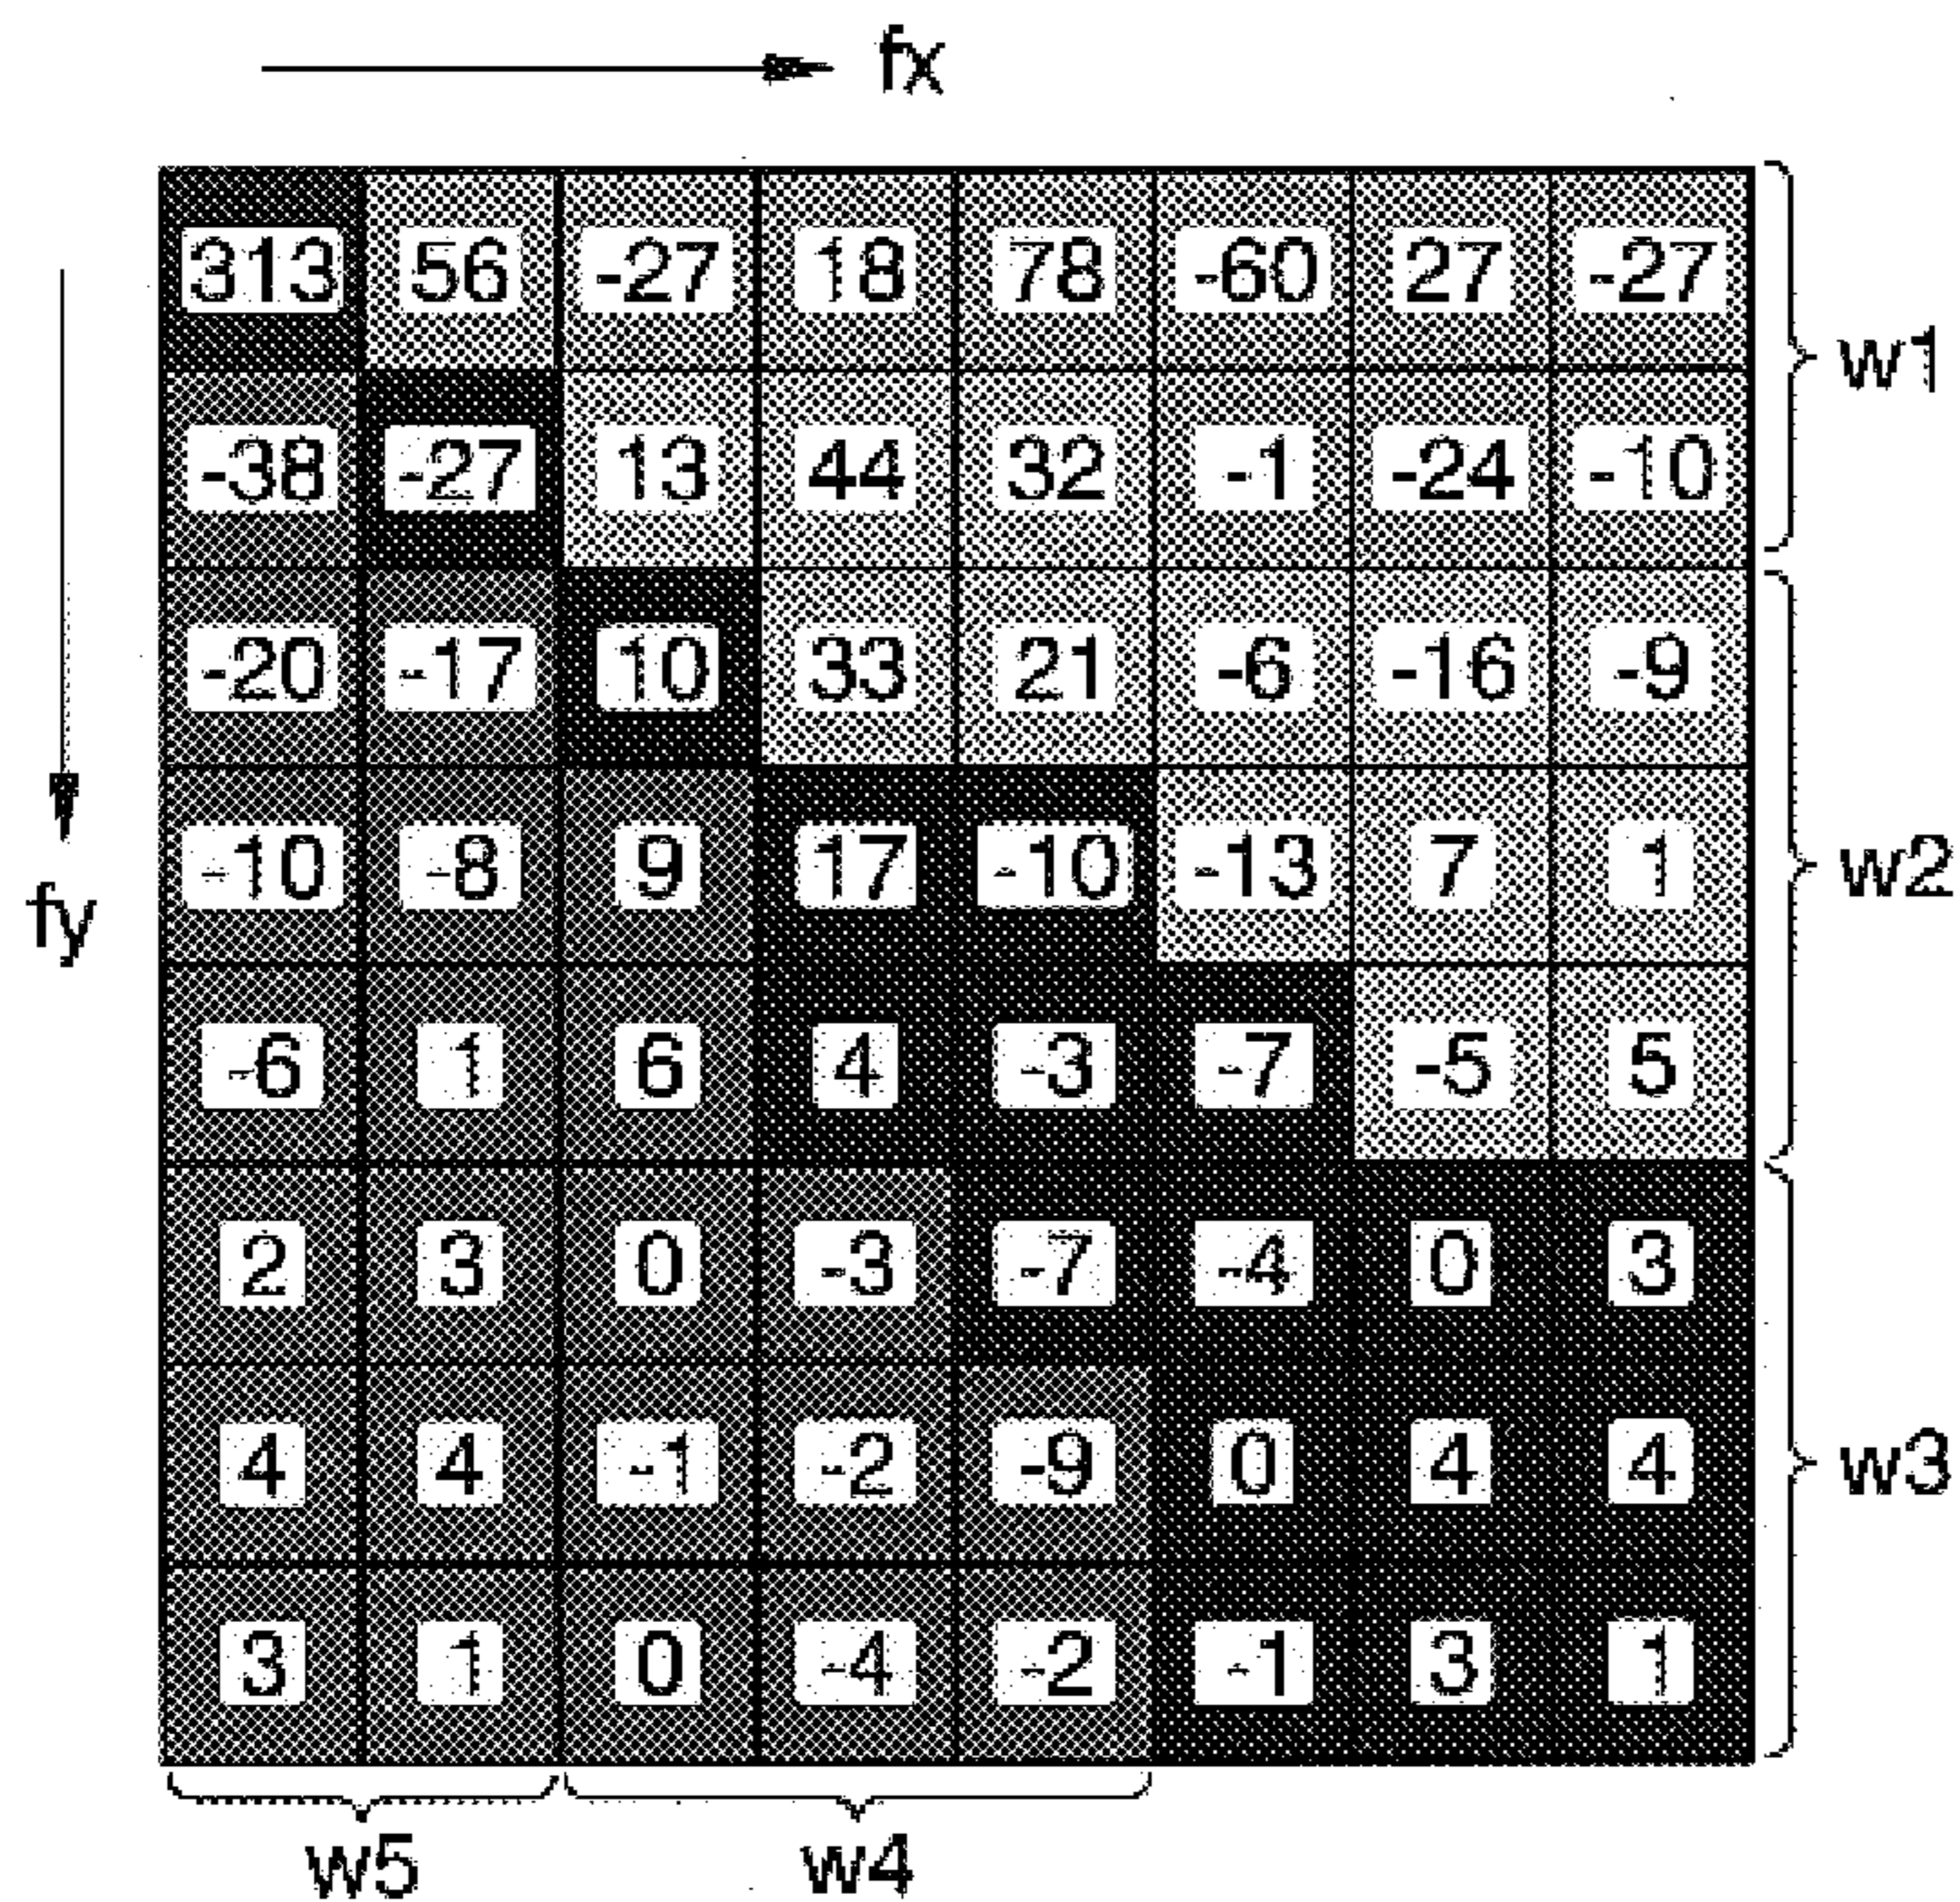 fx
313 56 -27 18 78 -60 27 -27
w1
-38 -27 13 44 32 -1 -24 -10
-20 -17 10 33 21 -6 -16 -9
-10 -8 9 17 -10 -13 7 1
w2
fy
-6 1 6 4 -3 -7 -5 5
2 3 0 -3 -7 -4 0 3
4 4 -1 -2 -9 0 4 4
w3
3 1 0 -4 -2 -1 3 1
w5 w4